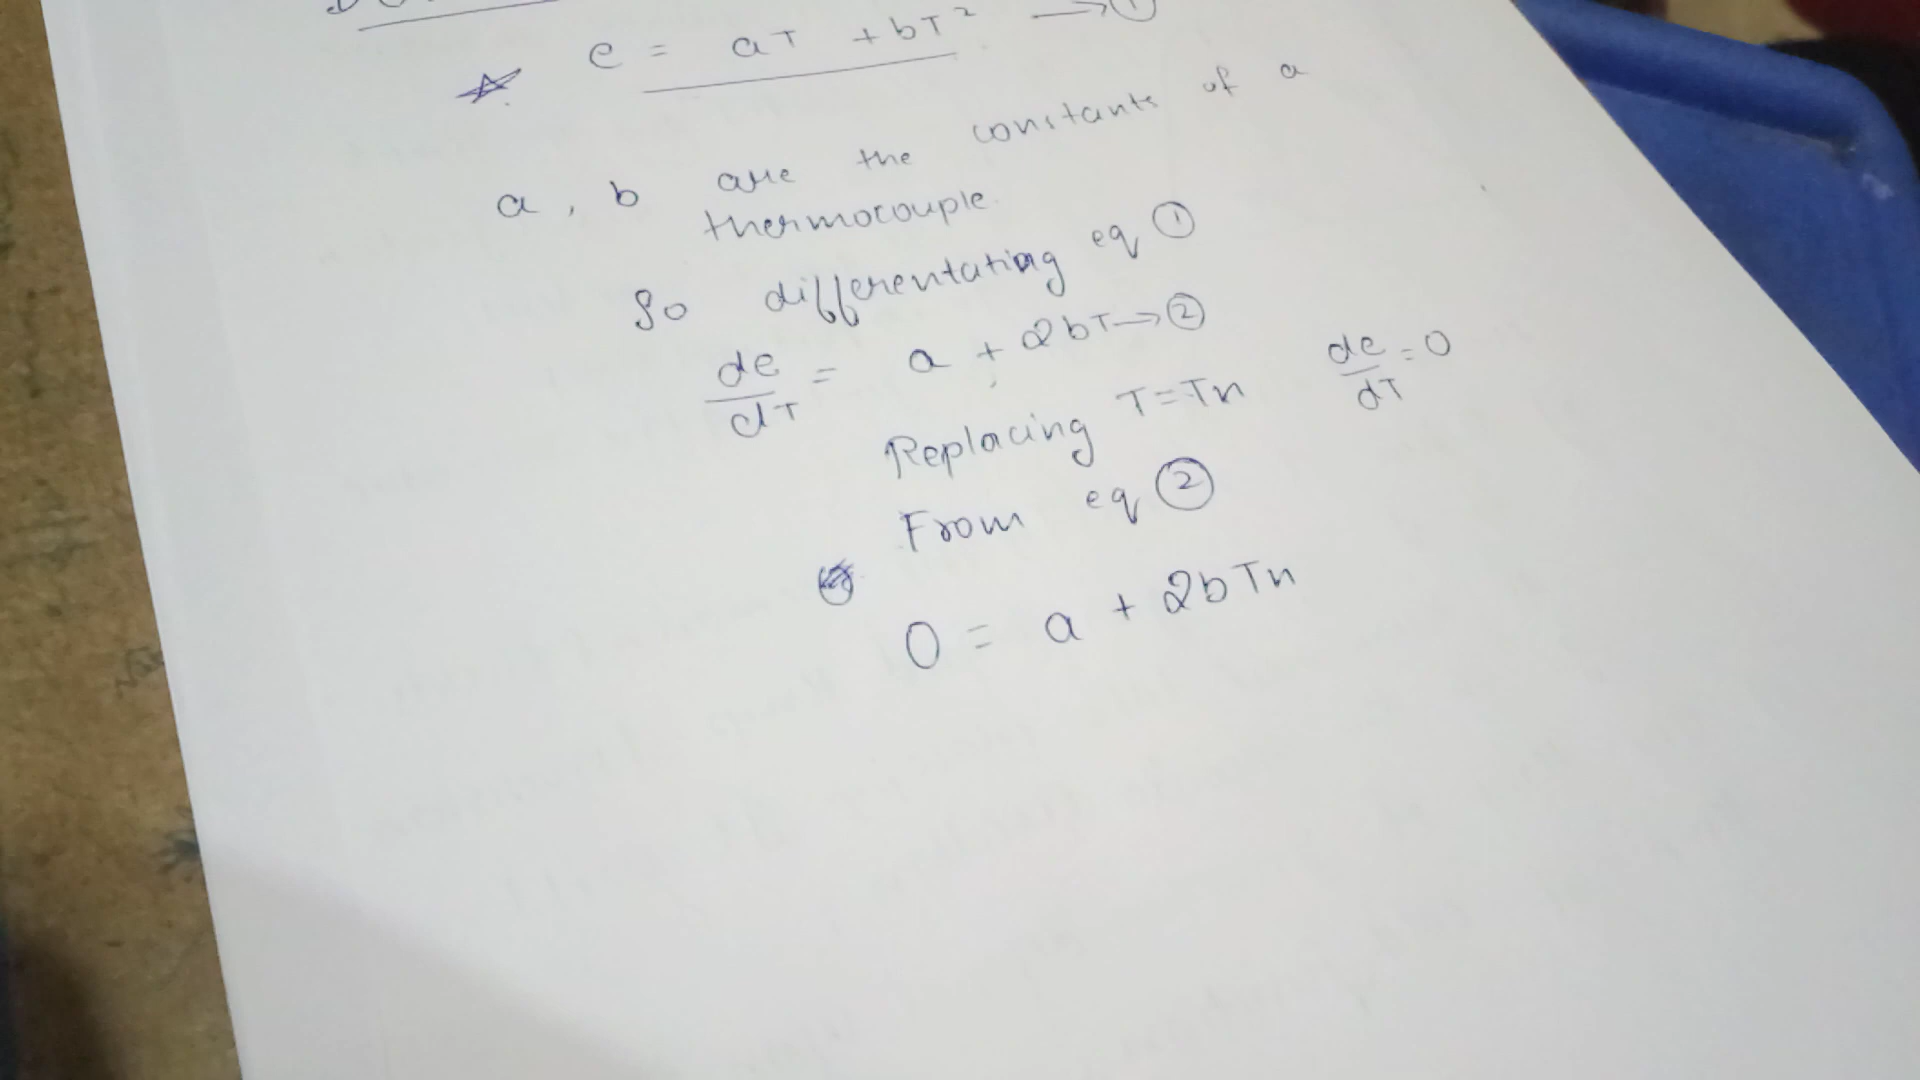 e = aT + bT² → ①
a, b are the constants of a
thermocouple.
So differentating eq ①
de/dT = a + 2bT → ②
Replacing T = Tn de/dT = 0
From eq ②
0 = a + 2bTn